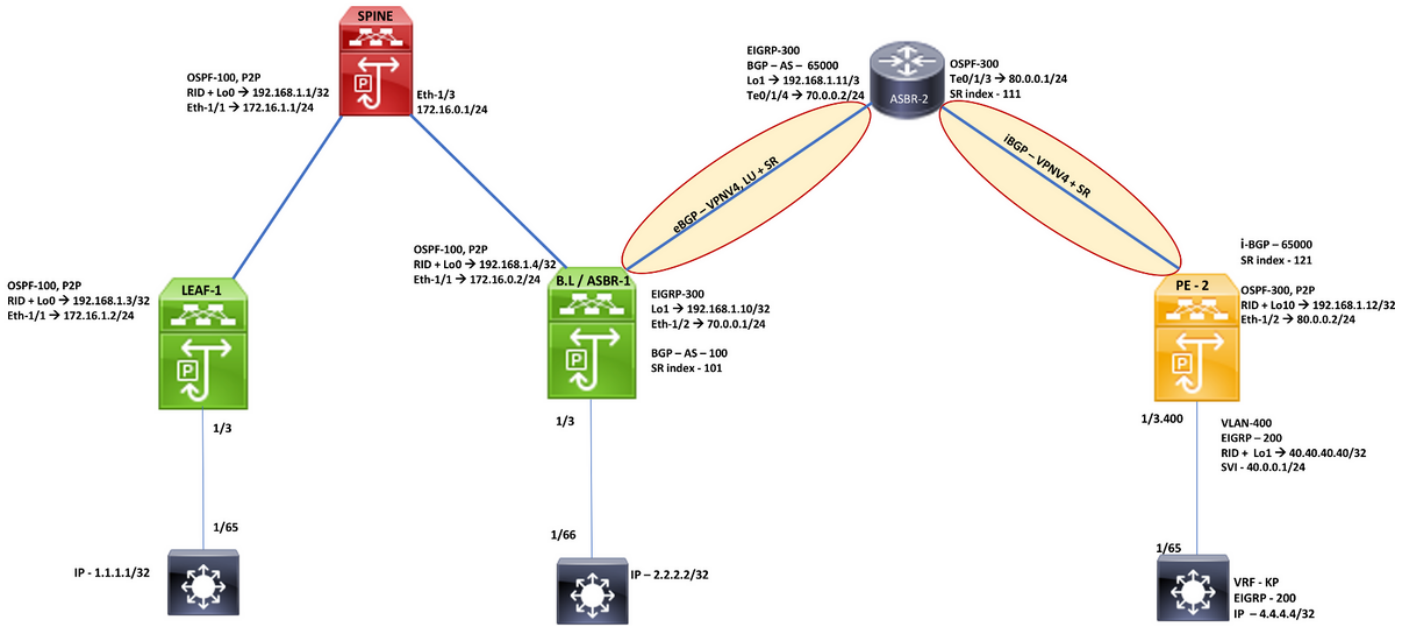 SPINE
OSPF-100, P2P
RID + Lo0 → 192.168.1.1/32
Eth-1/1 → 172.16.1.1/24
Eth-1/3
172.16.0.1/24
EIGRP-300
BGP – AS – 65000
Lo1 → 192.168.1.11/3
Te0/1/4 → 70.0.0.2/24
ASBR-2
OSPF-300
Te0/1/3 → 80.0.0.1/24
SR index - 111
eBGP – VPNV4, LU + SR
iBGP – VPNV4 + SR
OSPF-100, P2P
RID + Lo0 → 192.168.1.3/32
Eth-1/1 → 172.16.1.2/24
LEAF-1
P
1/3
1/65
IP - 1.1.1.1/32
OSPF-100, P2P
RID + Lo0 → 192.168.1.4/32
Eth-1/1 → 172.16.0.2/24
B.L / ASBR-1
P
EIGRP-300
Lo1 → 192.168.1.10/32
Eth-1/2 → 70.0.0.1/24
BGP – AS – 100
SR index - 101
1/3
1/66
IP – 2.2.2.2/32
i-BGP – 65000
SR index - 121
PE - 2
P
OSPF-300, P2P
RID + Lo10 → 192.168.1.12/32
Eth-1/2 → 80.0.0.2/24
1/3.400
VLAN-400
EIGRP – 200
RID + Lo1 → 40.40.40.40/32
SVI - 40.0.0.1/24
1/65
VRF - KP
EIGRP - 200
IP – 4.4.4.4/32
P